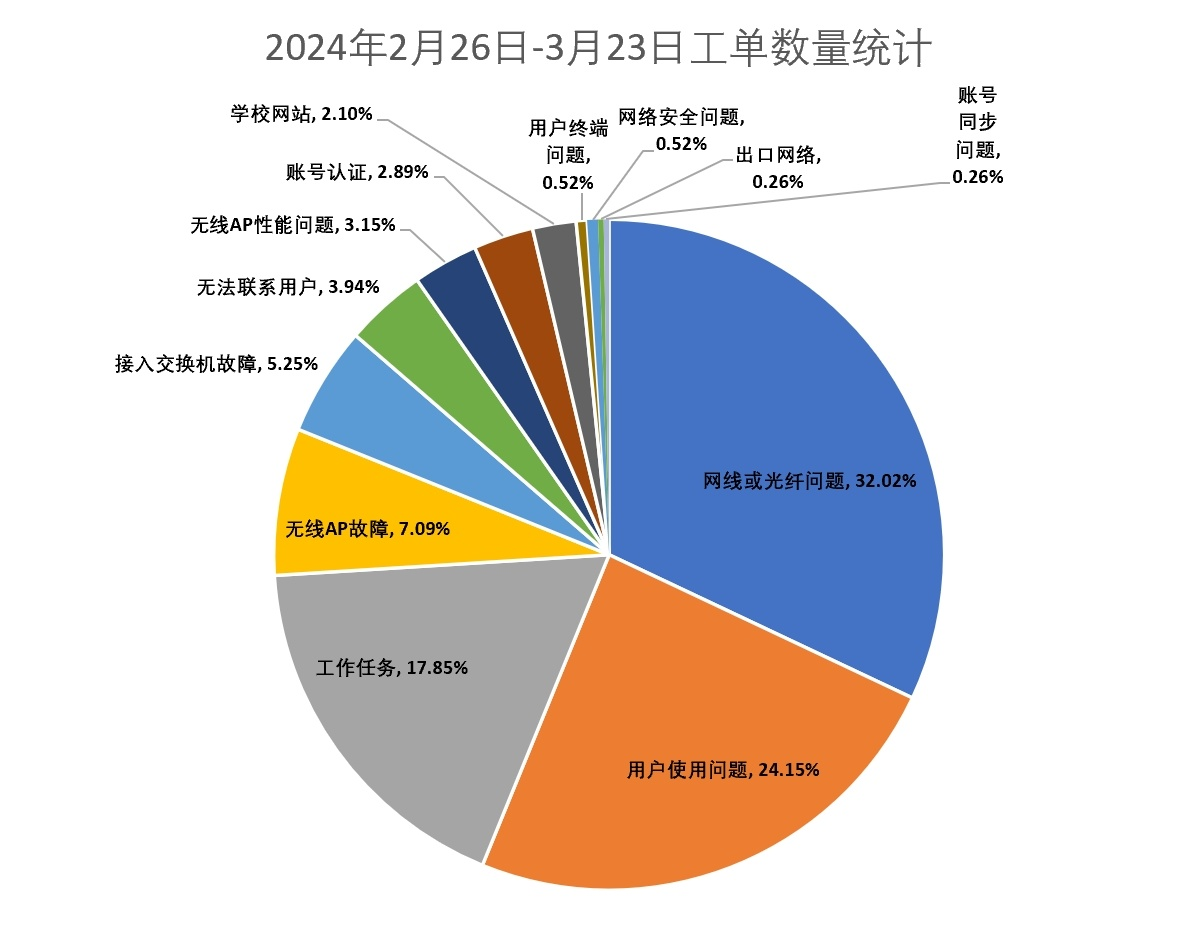 2024年2月26日-3月23日工单数量统计
学校网站, 2.10%
账号认证, 2.89%
无线AP性能问题, 3.15%
无法联系用户, 3.94%
接入交换机故障, 5.25%
用户终端
问题,
0.52%
网络安全问题,
0.52%
出口网络,
0.26%
账号
同步
问题,
0.26%
网线或光纤问题, 32.02%
无线AP故障, 7.09%
工作任务, 17.85%
用户使用问题, 24.15%